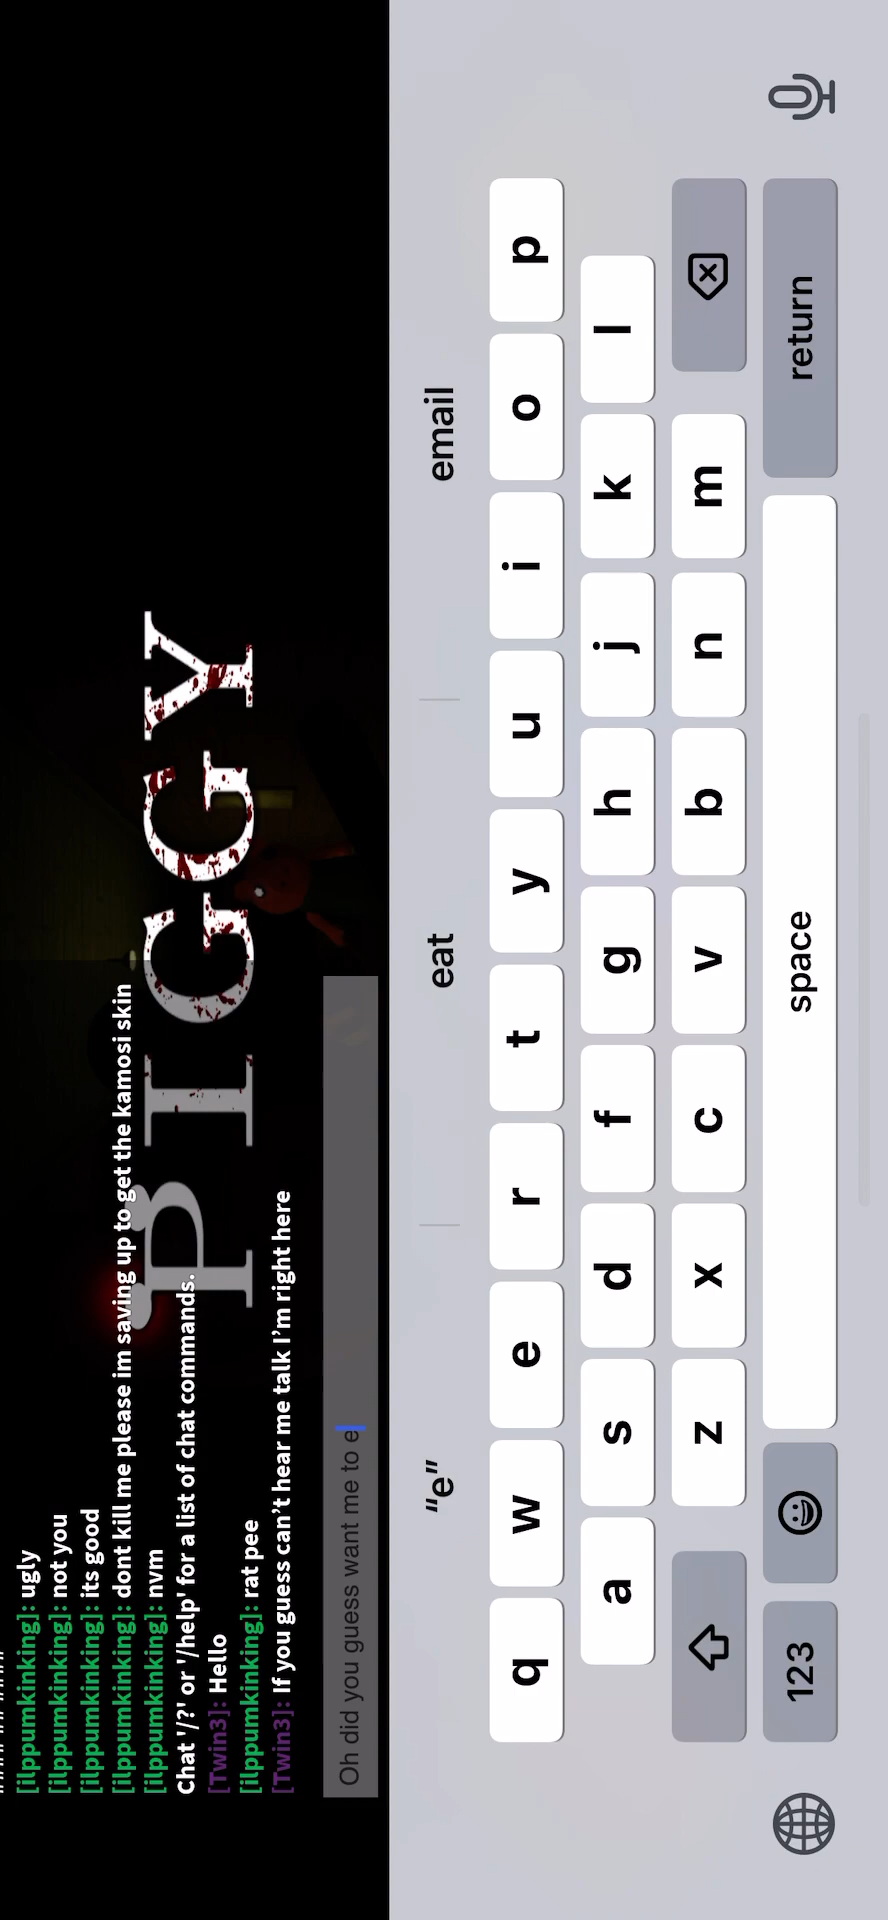 [ilppumkinking]: ugly
[ilppumkinking]: not you
[ilppumkinking]: its good
[ilppumkinking]: dont kill me please im saving up to get the kamosi skin
[ilppumkinking]: nvm
Chat '/?' or '/help' for a list of chat commands.
[Twin3]: Hello
[ilppumkinking]: rat pee
[Twin3]: If you guess can’t hear me talk I’m right here
PIGGY
Oh did you guess want me to e
“e” eat email
q w e r t y u i o p
a s d f g h j k l
z x c v b n m
123 space return